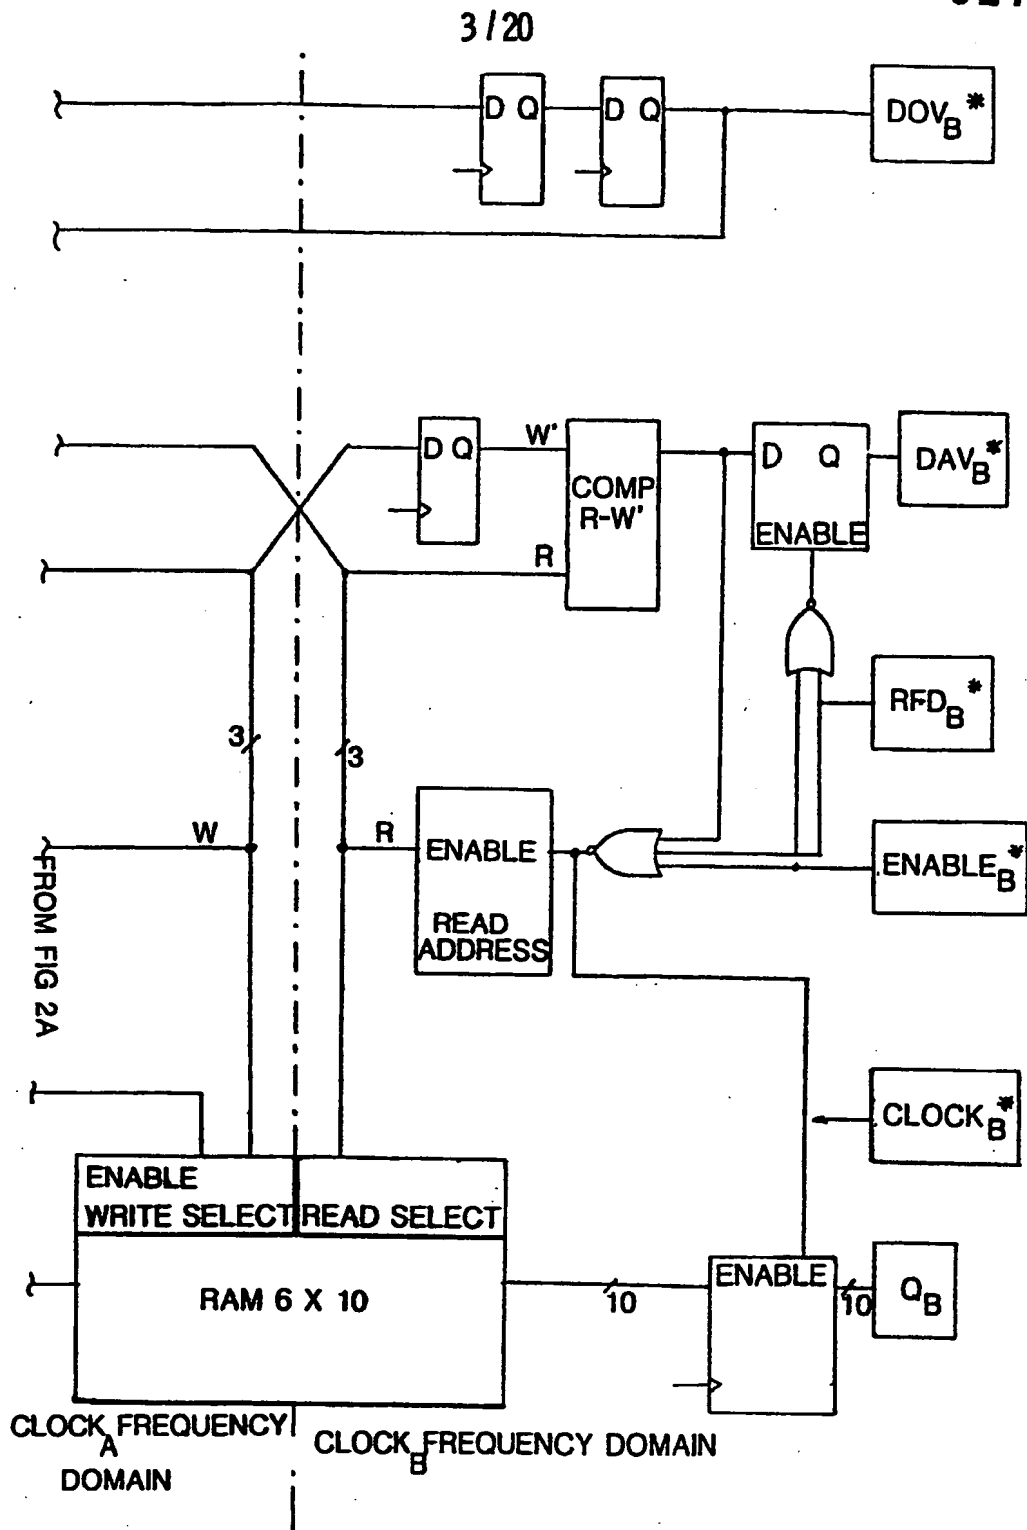 3/20
D Q
D Q
DOVB*
D Q
W'
COMP
R-W'
R
D Q
ENABLE
DAVB*
RFDB*
3
3
W
R
ENABLE
READ
ADDRESS
ENABLEB*
FROM FIG 2A
CLOCKB*
ENABLE
WRITE SELECT
READ SELECT
RAM 6 X 10
10
ENABLE
10
QB
CLOCKA FREQUENCY
DOMAIN
CLOCKB FREQUENCY DOMAIN